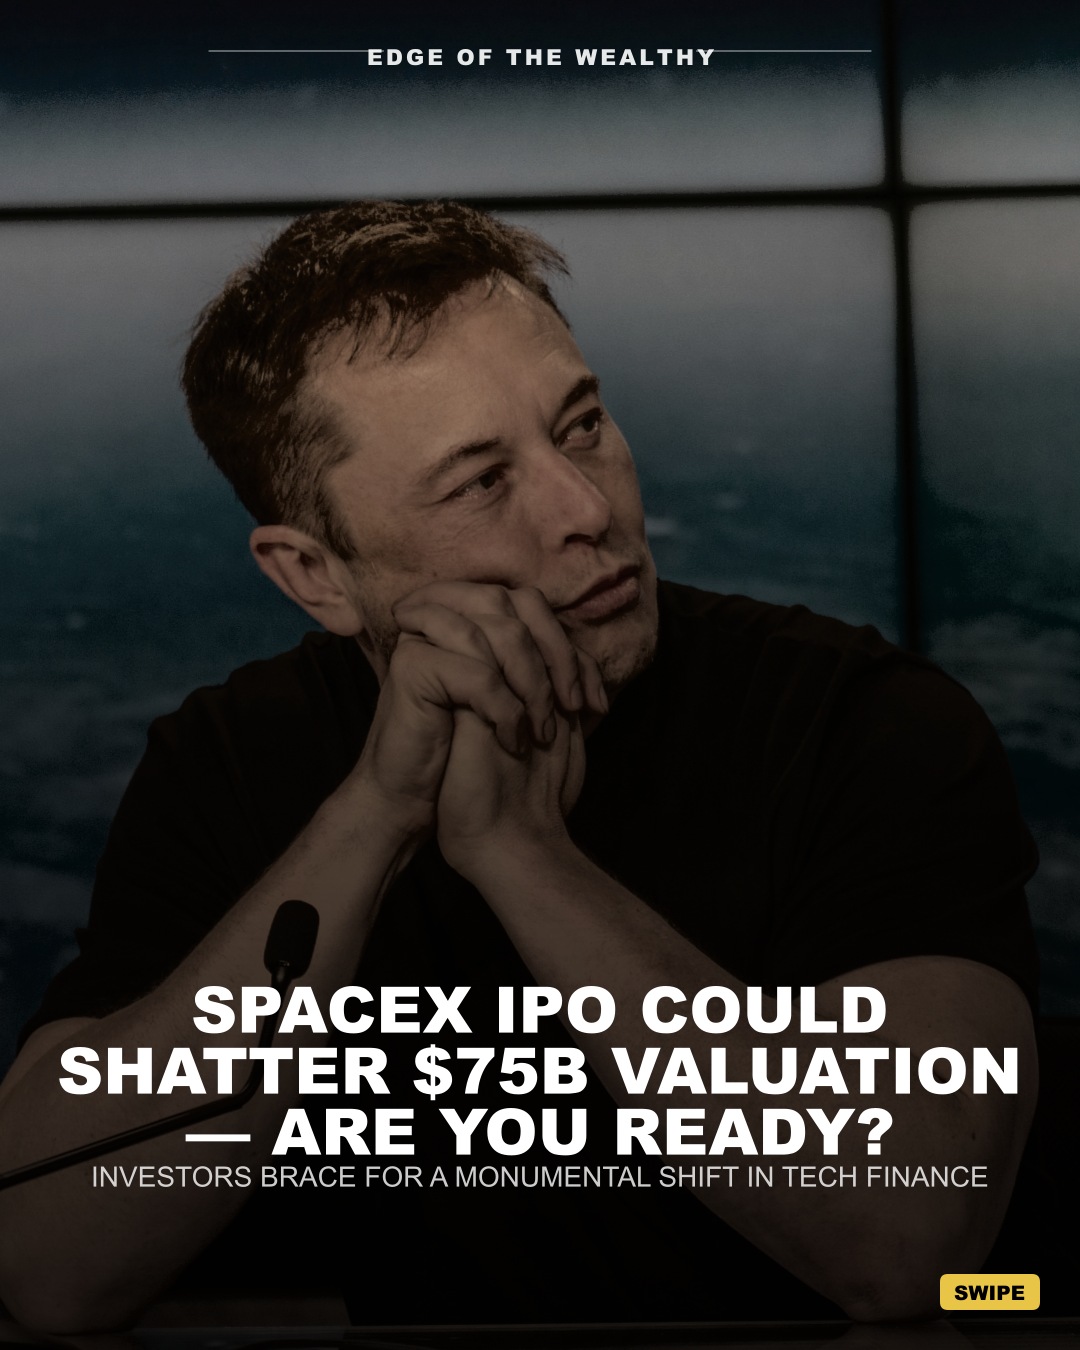 EDGE OF THE WEALTHY
SPACEX IPO COULD
SHATTER $75B VALUATION
— ARE YOU READY?
INVESTORS BRACE FOR A MONUMENTAL SHIFT IN TECH FINANCE
SWIPE